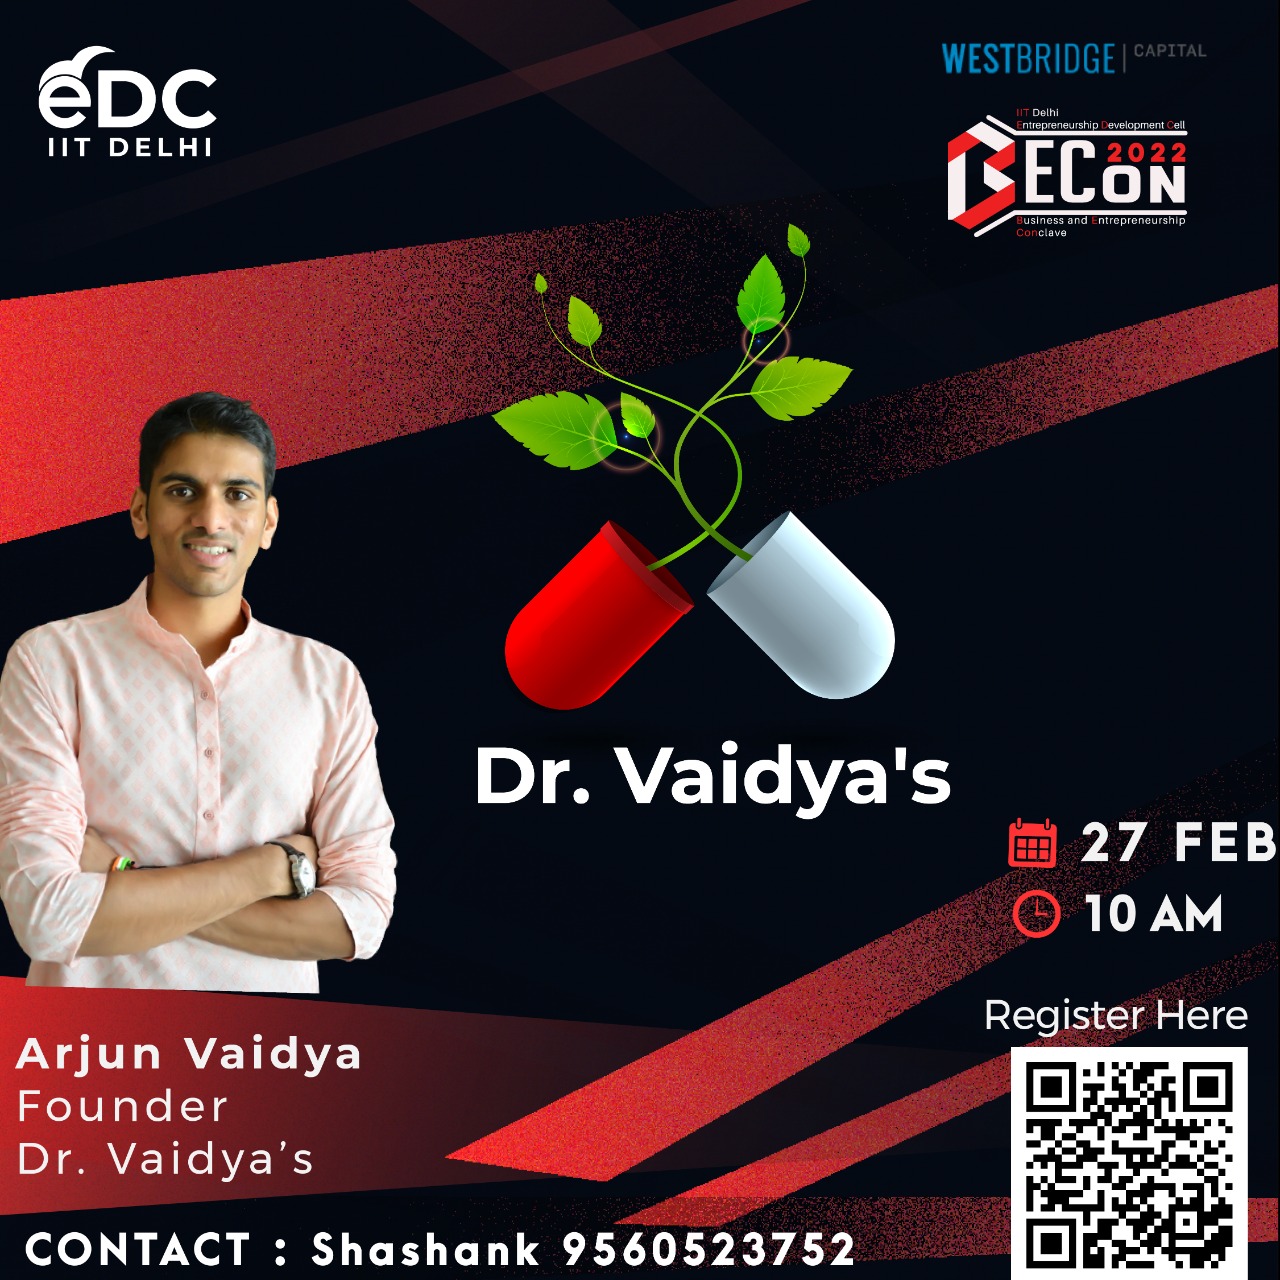 eDC
IIT DELHI
WESTBRIDGE | CAPITAL
IIT Delhi
Entrepreneurship Development Cell
BECON 2022
Business and Entrepreneurship
Conclave
Dr. Vaidya's
27 FEB
10 AM
Register Here
Arjun Vaidya
Founder
Dr. Vaidya’s
CONTACT : Shashank 9560523752